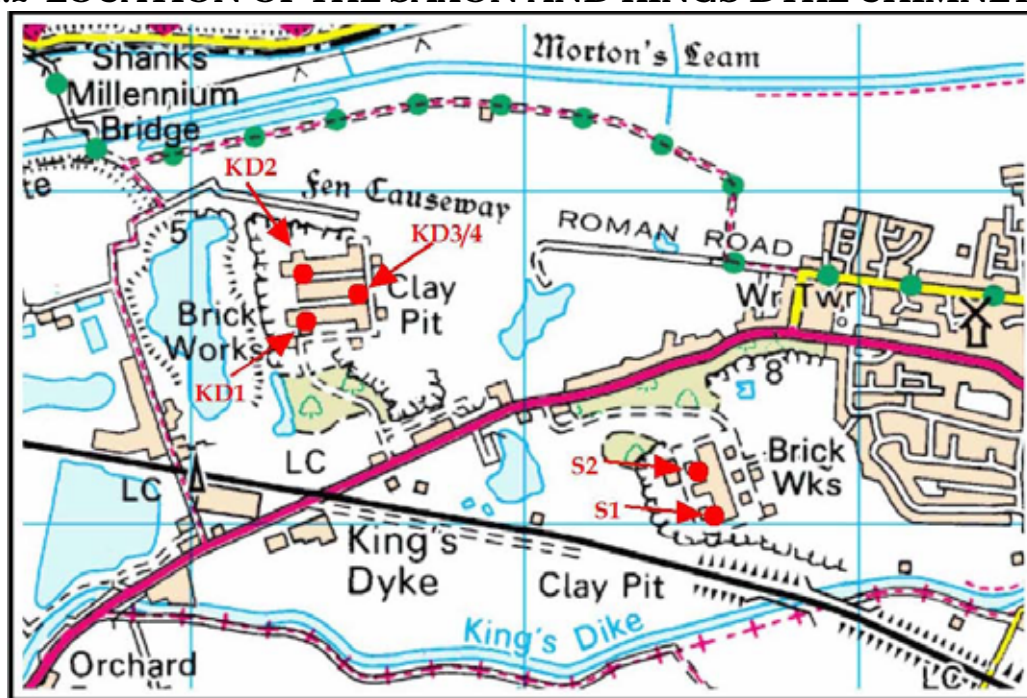 LOCATION OF THE SAXON AND KINGS DYKE CHIMNEY
Shanks
Millennium
Bridge
Morton's Leam
KD2
Fen Causeway
5
KD3/4
ROMAN ROAD
Clay
Pit
Wr Twr
Brick
Works
KD1
8
LC
LC
S2
S1
Brick
Wks
King's
Dyke
Clay Pit
King's Dike
Orchard
LC